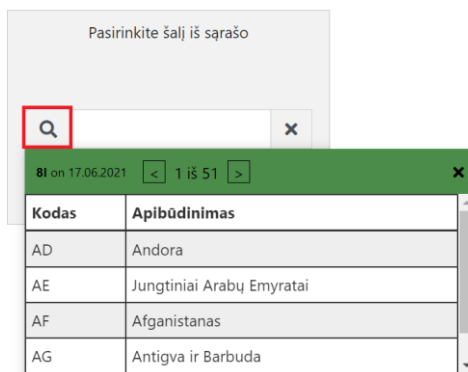 Pasirinkite šalį iš sąrašo
8I on 17.06.2021 < 1 iš 51 >
Kodas Apibūdinimas
AD Andora
AE Jungtiniai Arabų Emyratai
AF Afganistanas
AG Antigva ir Barbuda